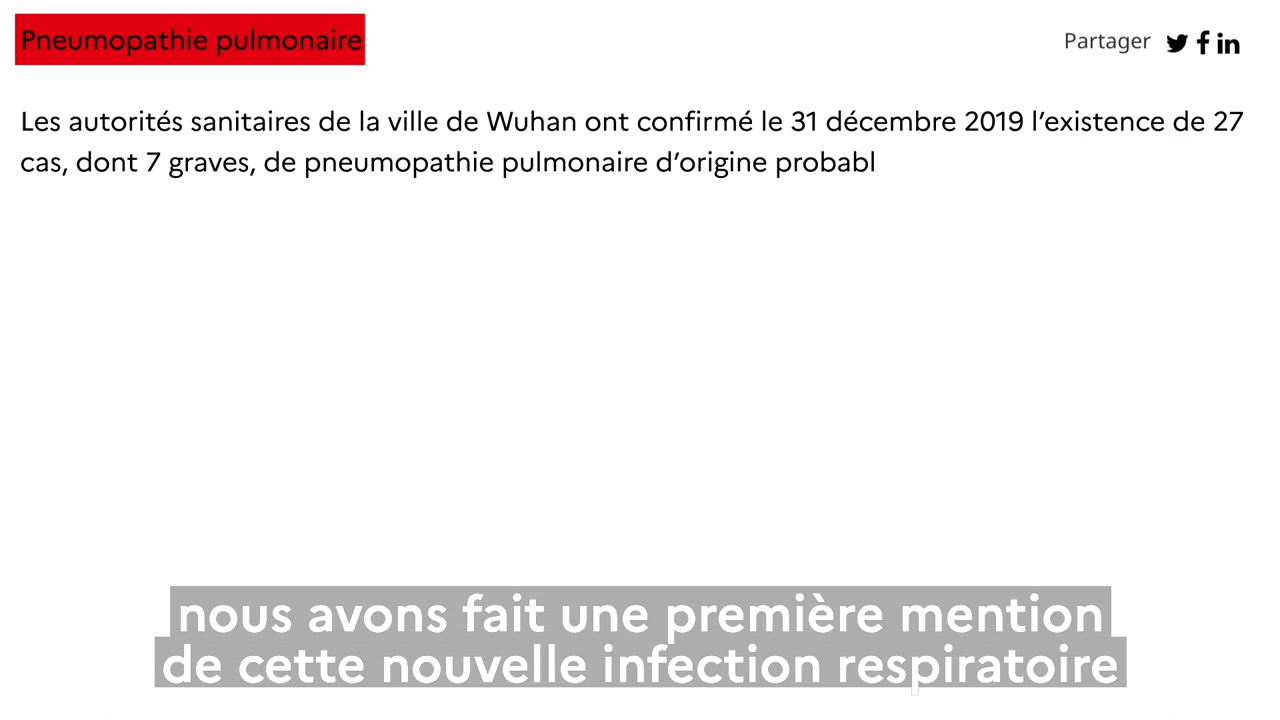 Pneumopathie pulmonaire
Partager
Les autorités sanitaires de la ville de Wuhan ont confirmé le 31 décembre 2019 l’existence de 27
cas, dont 7 graves, de pneumopathie pulmonaire d’origine probabl
nous avons fait une première mention
de cette nouvelle infection respiratoire